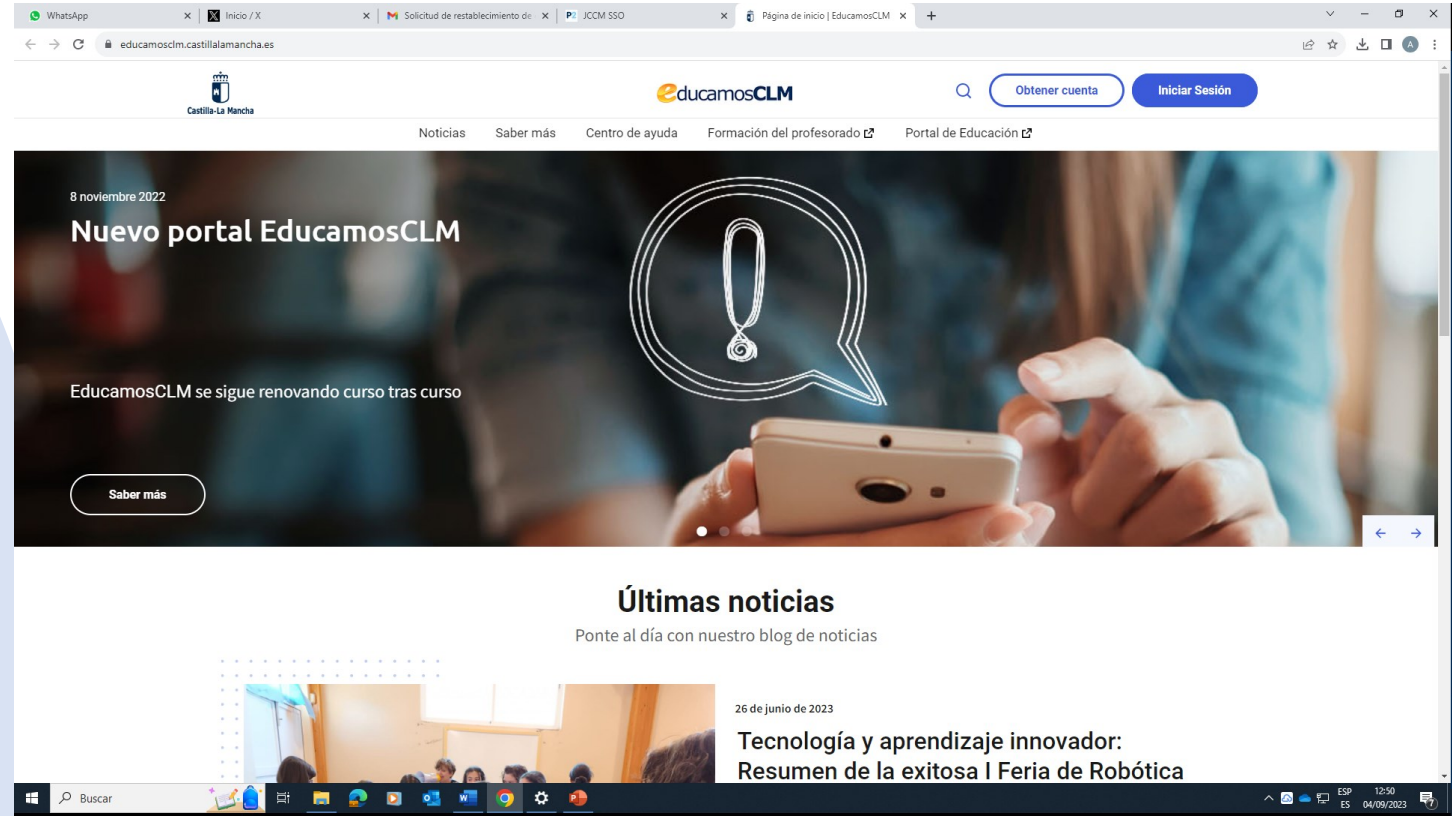 WhatsApp
Inicio / X
Solicitud de restablecimiento de
JCCM SSO
Página de inicio | EducamosCLM
educamosclm.castillalamancha.es
A
Castilla-La Mancha
educamosCLM
Obtener cuenta
Iniciar Sesión
Noticias
Saber más
Centro de ayuda
Formación del profesorado
Portal de Educación
8 noviembre 2022
Nuevo portal EducamosCLM
EducamosCLM se sigue renovando curso tras curso
Saber más
Últimas noticias
Ponte al día con nuestro blog de noticias
26 de junio de 2023
Tecnología y aprendizaje innovador:
Resumen de la exitosa I Feria de Robótica
Buscar
ESP
ES
12:50
04/09/2023
7